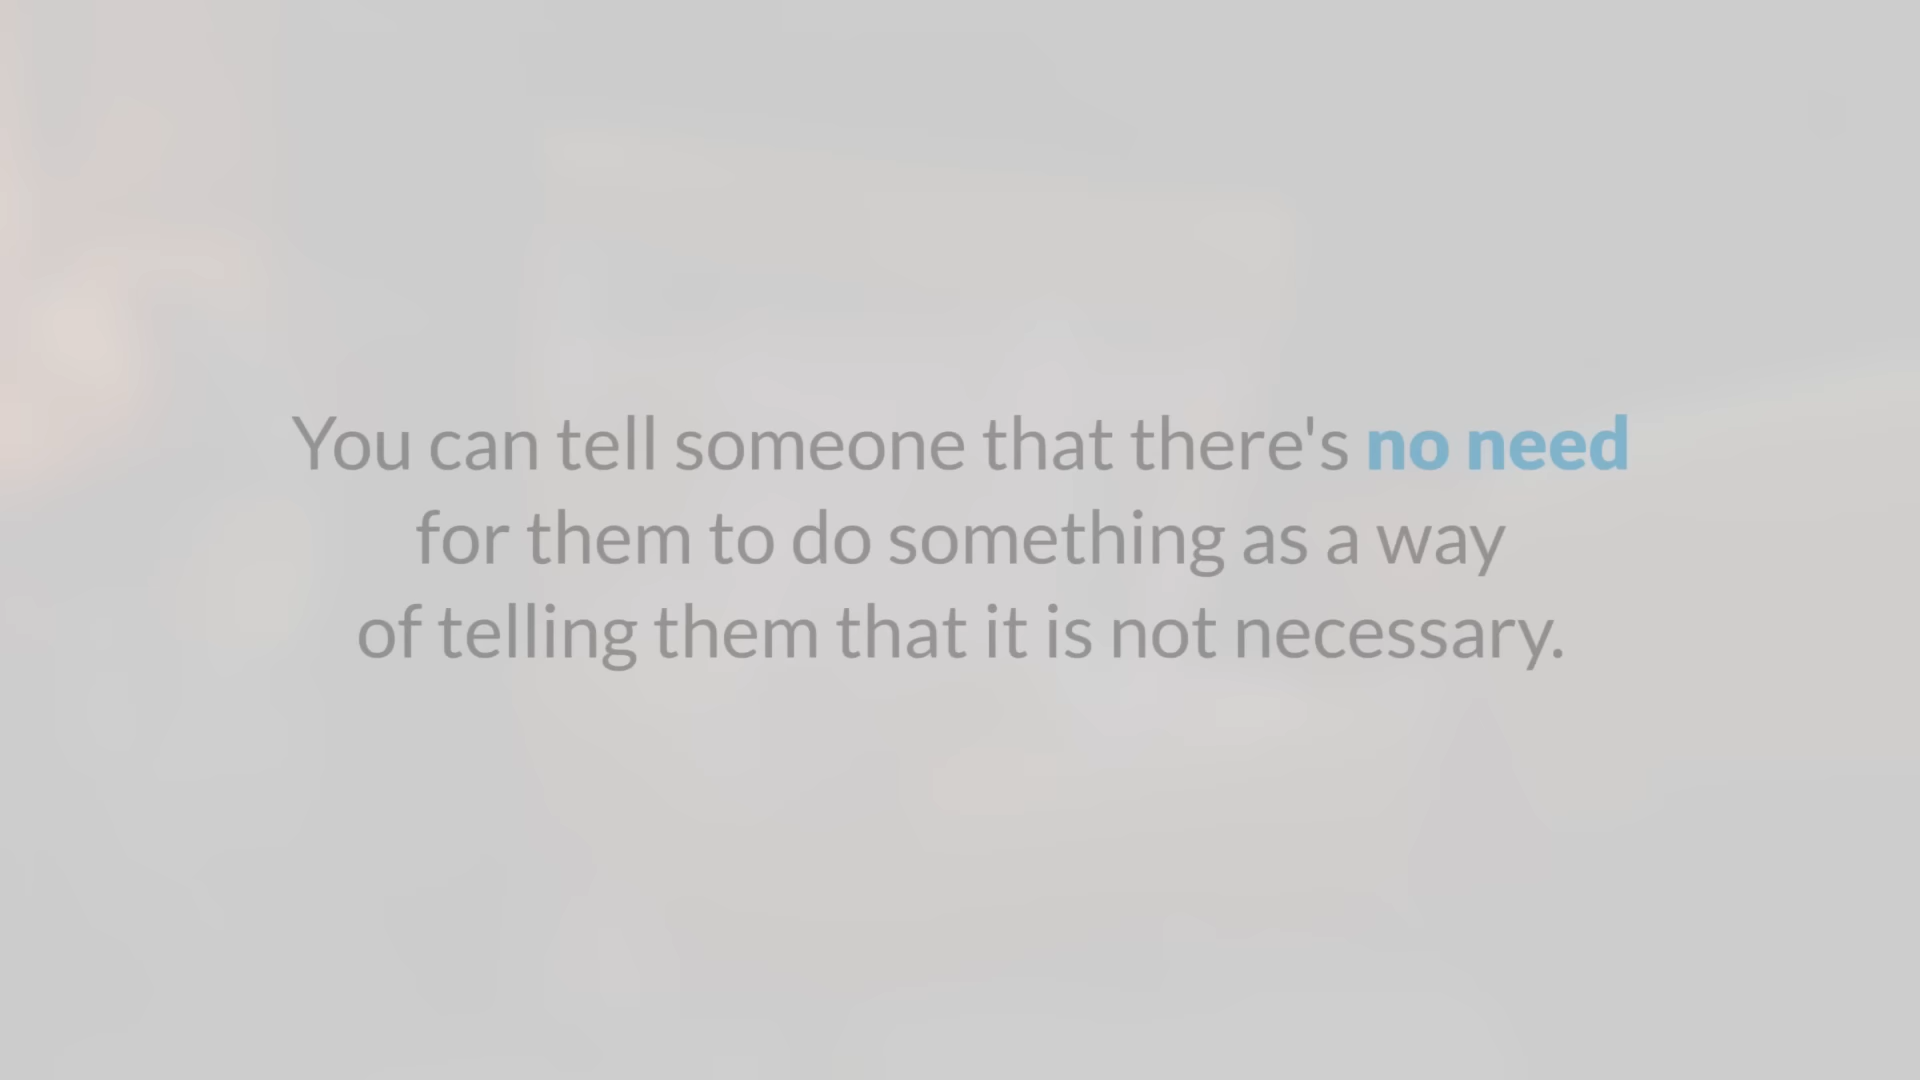 You can tell someone that there's no need
for them to do something as a way
of telling them that it is not necessary.